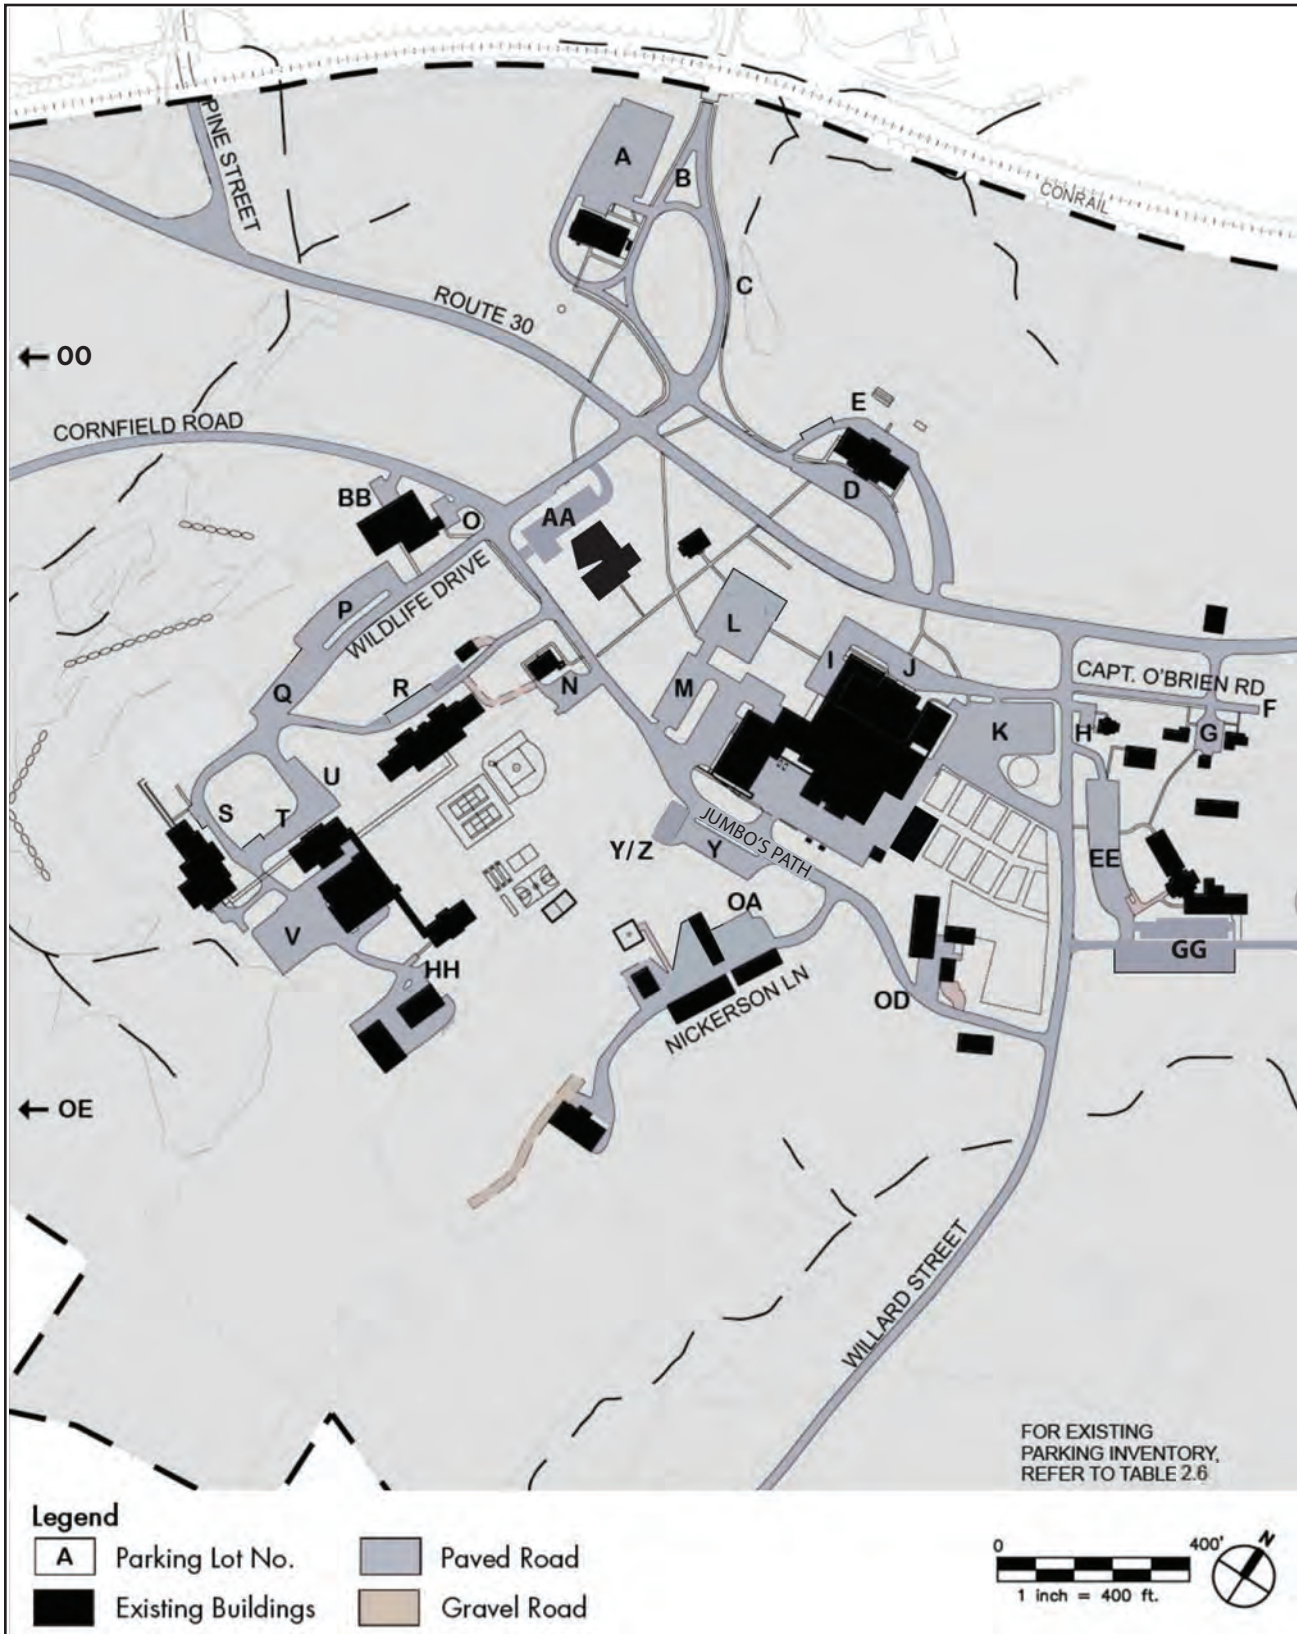 PINE STREET
A
B
CONRAIL
C
ROUTE 30
← OO
E
CORNFIELD ROAD
D
BB
O
AA
WILDLIFE DRIVE
P
L
I
J
CAPT. O'BRIEN RD
R
N
M
Q
F
K
H
G
U
S
T
JUMBO'S PATH
Y/Z
Y
EE
OA
V
GG
HH
OD
NICKERSON LN
← OE
WILLARD STREET
FOR EXISTING
PARKING INVENTORY,
REFER TO TABLE 2.6
Legend
A Parking Lot No.
Paved Road
Existing Buildings
Gravel Road
0 400'
1 inch = 400 ft.
N